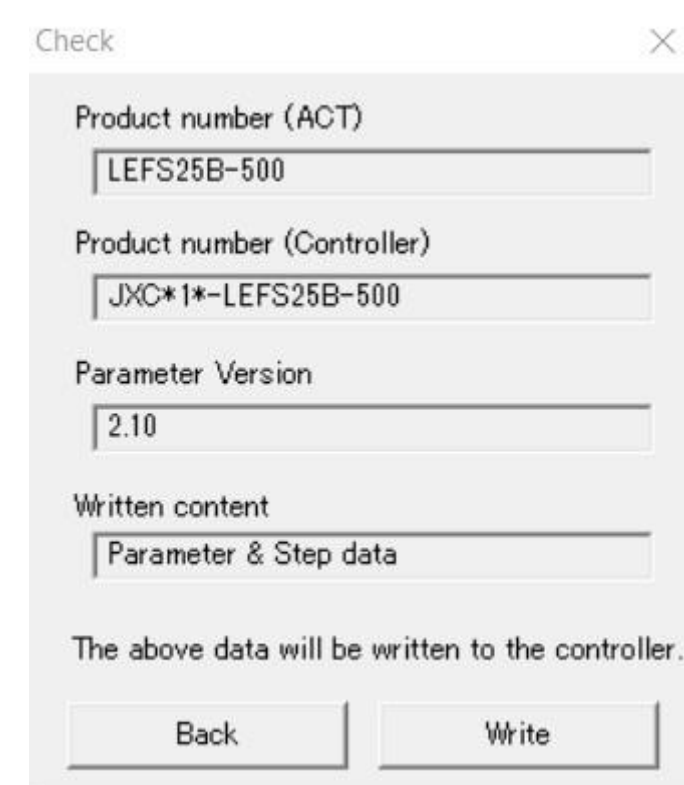 Check
Product number (ACT)
LEFS25B-500
Product number (Controller)
JXC*1*-LEFS25B-500
Parameter Version
2.10
Written content
Parameter & Step data
The above data will be written to the controller.
Back Write